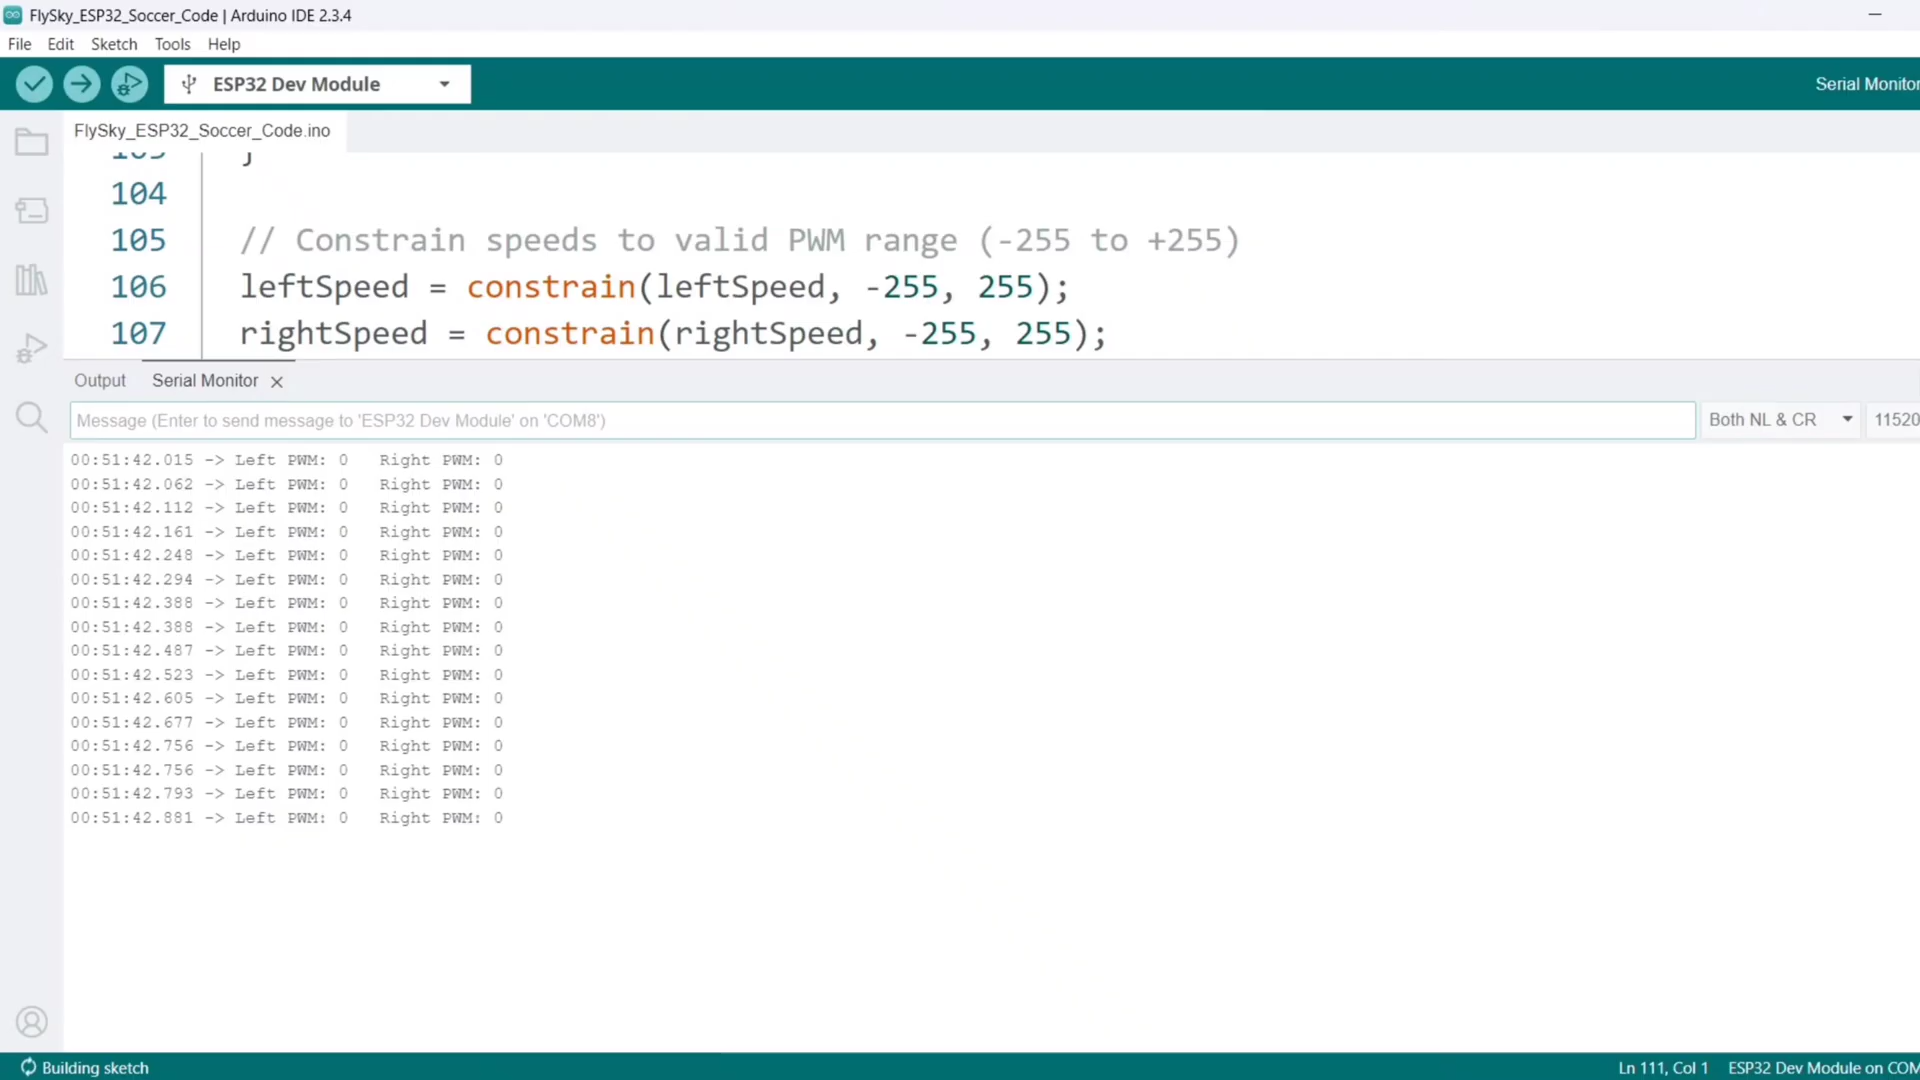 FlySky_ESP32_Soccer_Code | Arduino IDE 2.3.4
File Edit Sketch Tools Help
ESP32 Dev Module
Serial Monitor
FlySky_ESP32_Soccer_Code.ino
103 }
104
105 // Constrain speeds to valid PWM range (-255 to +255)
106 leftSpeed = constrain(leftSpeed, -255, 255);
107 rightSpeed = constrain(rightSpeed, -255, 255);
Output Serial Monitor
Message (Enter to send message to 'ESP32 Dev Module' on 'COM8') Both NL & CR 11520
00:51:42.015 -> Left PWM: 0 Right PWM: 0
00:51:42.062 -> Left PWM: 0 Right PWM: 0
00:51:42.112 -> Left PWM: 0 Right PWM: 0
00:51:42.161 -> Left PWM: 0 Right PWM: 0
00:51:42.248 -> Left PWM: 0 Right PWM: 0
00:51:42.294 -> Left PWM: 0 Right PWM: 0
00:51:42.388 -> Left PWM: 0 Right PWM: 0
00:51:42.388 -> Left PWM: 0 Right PWM: 0
00:51:42.487 -> Left PWM: 0 Right PWM: 0
00:51:42.523 -> Left PWM: 0 Right PWM: 0
00:51:42.605 -> Left PWM: 0 Right PWM: 0
00:51:42.677 -> Left PWM: 0 Right PWM: 0
00:51:42.756 -> Left PWM: 0 Right PWM: 0
00:51:42.756 -> Left PWM: 0 Right PWM: 0
00:51:42.793 -> Left PWM: 0 Right PWM: 0
00:51:42.881 -> Left PWM: 0 Right PWM: 0
Building sketch Ln 111, Col 1 ESP32 Dev Module on COM